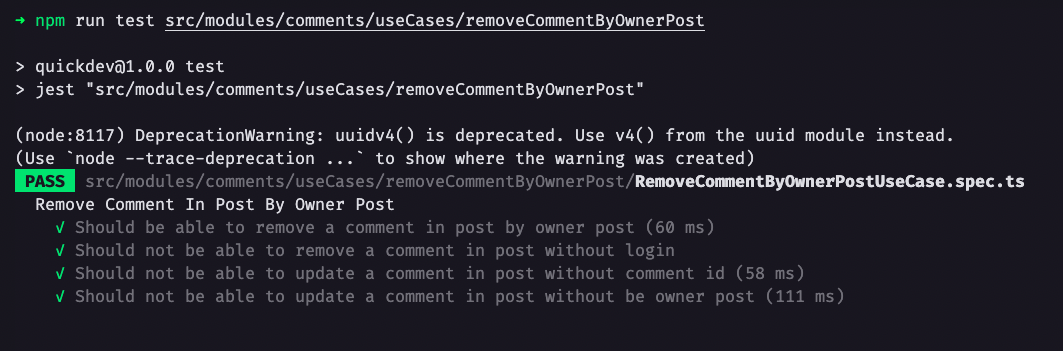 → npm run test src/modules/comments/useCases/removeCommentByOwnerPost
> quickdev@1.0.0 test
> jest "src/modules/comments/useCases/removeCommentByOwnerPost"
(node:8117) DeprecationWarning: uuidv4() is deprecated. Use v4() from the uuid module instead.
(Use `node --trace-deprecation ...` to show where the warning was created)
PASS src/modules/comments/useCases/removeCommentByOwnerPost/RemoveCommentByOwnerPostUseCase.spec.ts
Remove Comment In Post By Owner Post
√ Should be able to remove a comment in post by owner post (60 ms)
√ Should not be able to remove a comment in post without login
√ Should not be able to update a comment in post without comment id (58 ms)
√ Should not be able to update a comment in post without be owner post (111 ms)